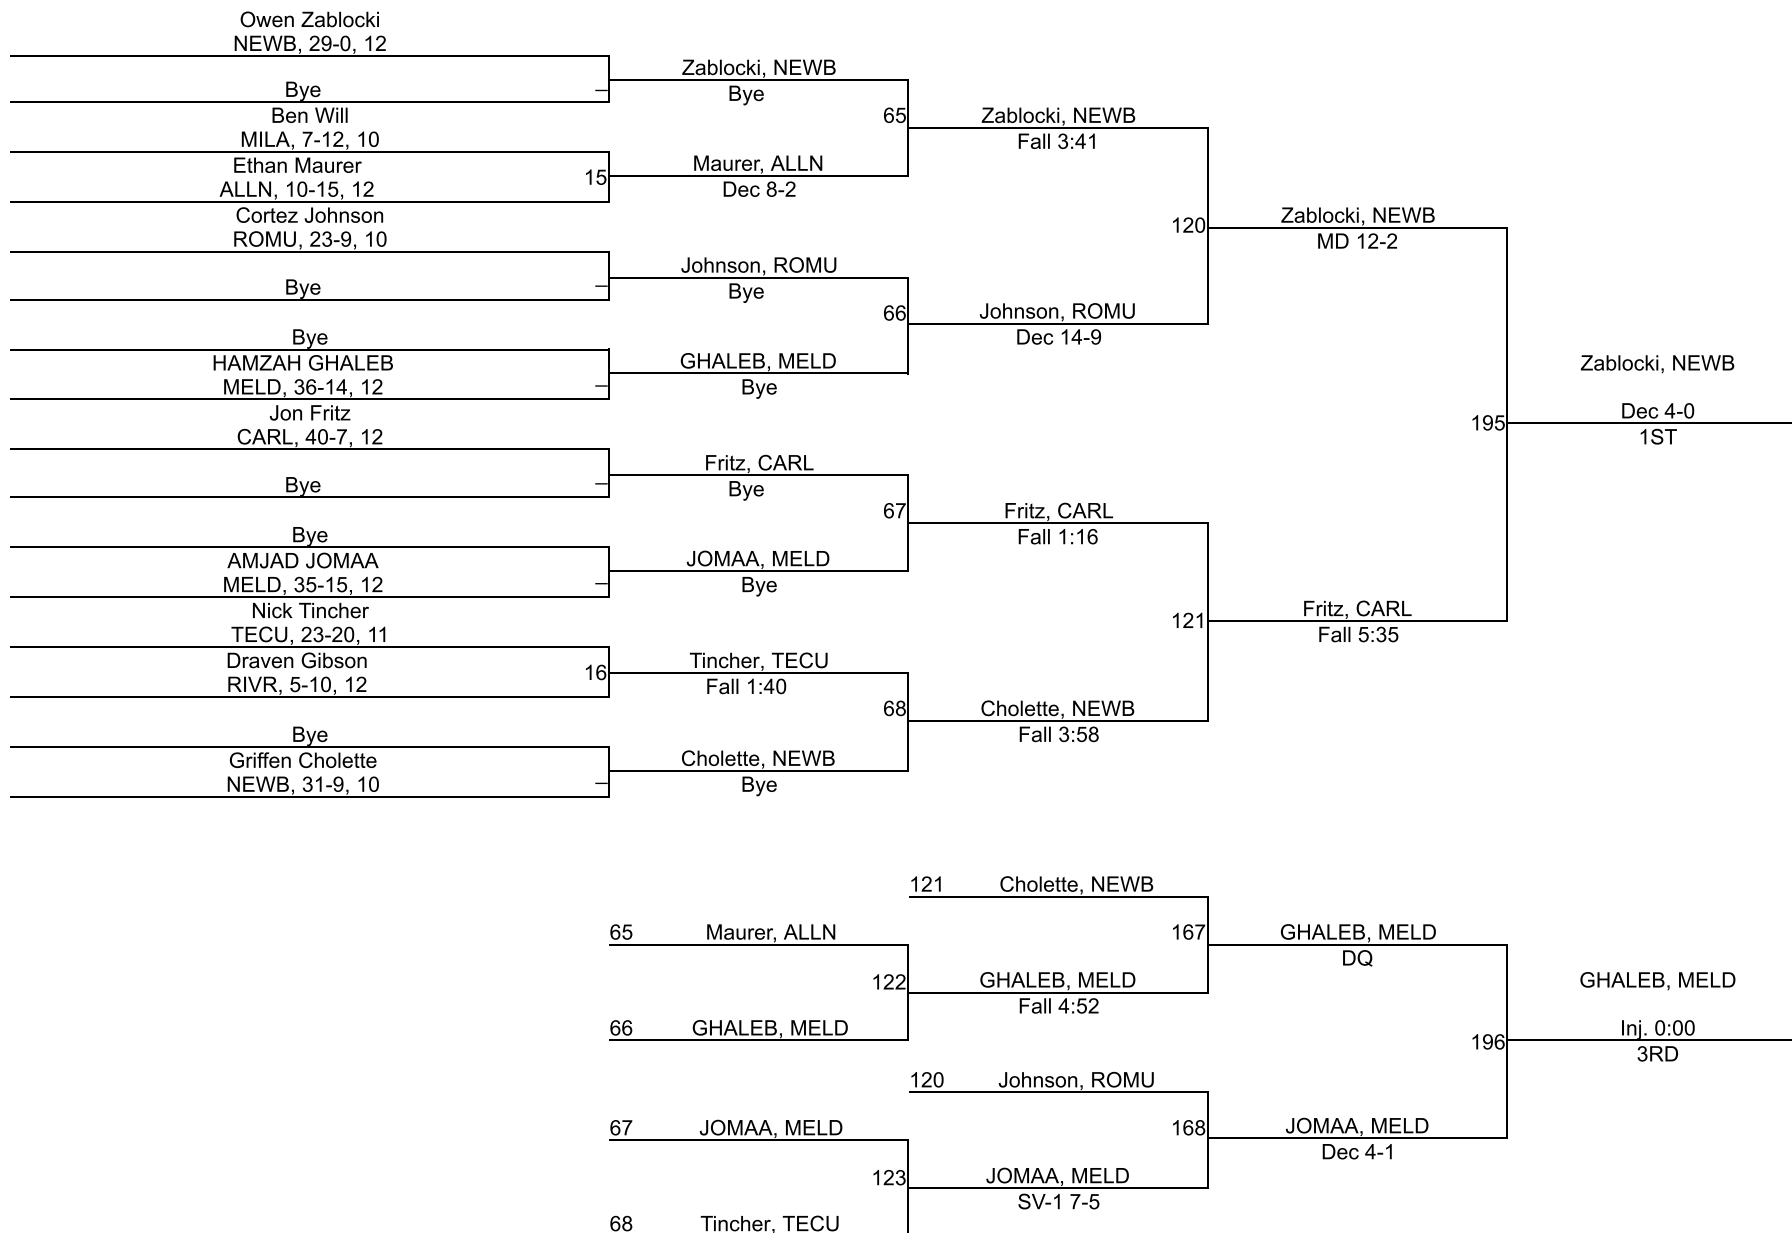 Owen Zablocki
NEWB, 29-0, 12
Bye
–
Ben Will
MILA, 7-12, 10
Ethan Maurer
ALLN, 10-15, 12
15
Cortez Johnson
ROMU, 23-9, 10
Bye
–
Bye
HAMZAH GHALEB
MELD, 36-14, 12
–
Jon Fritz
CARL, 40-7, 12
Bye
–
Bye
AMJAD JOMAA
MELD, 35-15, 12
–
Nick Tincher
TECU, 23-20, 11
Draven Gibson
RIVR, 5-10, 12
16
Bye
Griffen Cholette
NEWB, 31-9, 10
–
Zablocki, NEWB
Bye
65
Maurer, ALLN
Dec 8-2
Johnson, ROMU
Bye
66
GHALEB, MELD
Bye
Fritz, CARL
Bye
67
JOMAA, MELD
Bye
Tincher, TECU
Fall 1:40
68
Cholette, NEWB
Bye
Zablocki, NEWB
Fall 3:41
120
Johnson, ROMU
Dec 14-9
Fritz, CARL
Fall 1:16
121
Cholette, NEWB
Fall 3:58
Zablocki, NEWB
MD 12-2
195
Fritz, CARL
Fall 5:35
Zablocki, NEWB
Dec 4-0
1ST
121 Cholette, NEWB
65 Maurer, ALLN
122
66 GHALEB, MELD
GHALEB, MELD
Fall 4:52
167
120 Johnson, ROMU
67 JOMAA, MELD
123
68 Tincher, TECU
JOMAA, MELD
SV-1 7-5
168
GHALEB, MELD
DQ
196
JOMAA, MELD
Dec 4-1
GHALEB, MELD
Inj. 0:00
3RD